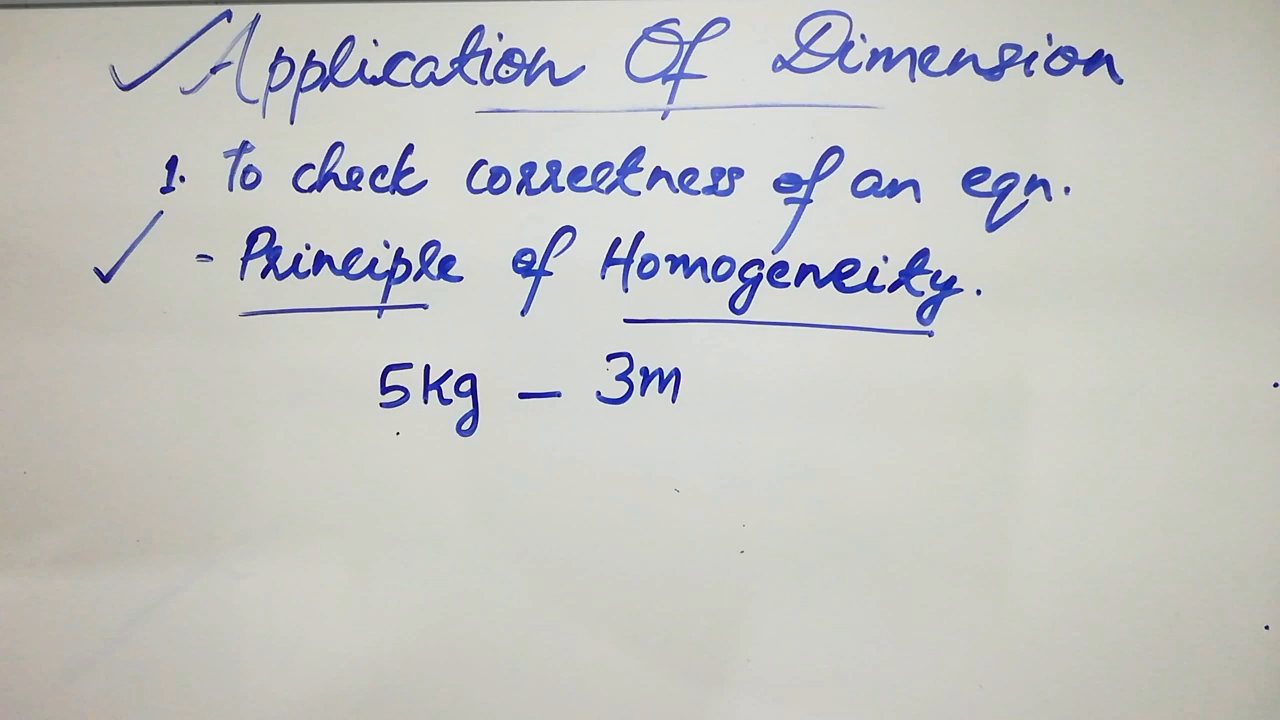 Application Of Dimension
1. To check correctness of an eqn.
- Principle of Homogeneity.
5kg - 3m